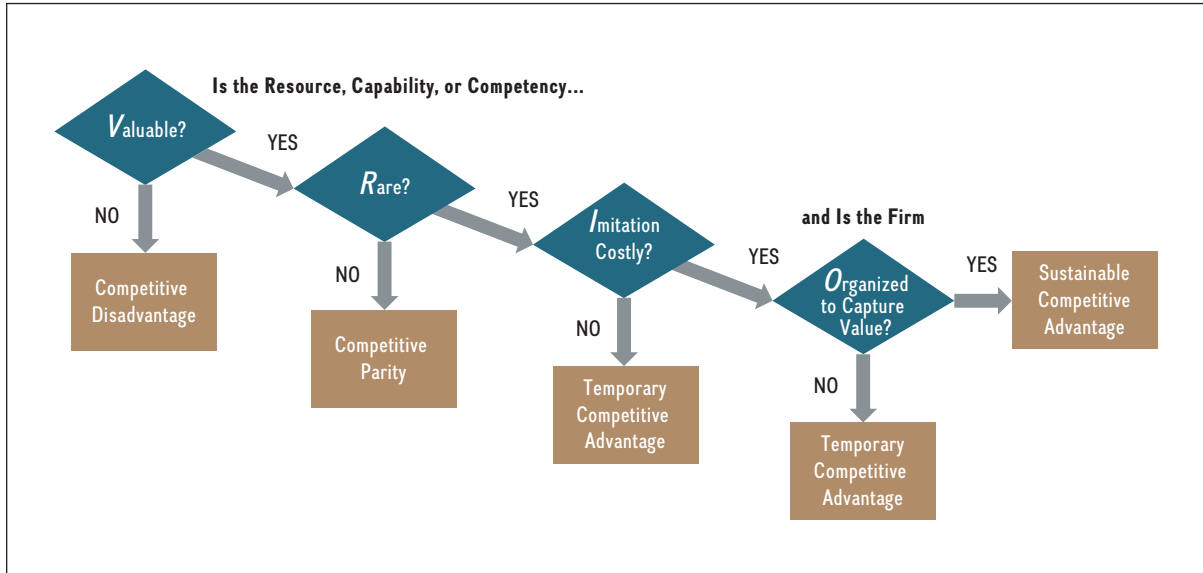 Is the Resource, Capability, or Competency...
Valuable?
YES
NO
Competitive
Disadvantage
Rare?
YES
NO
Competitive
Parity
Imitation
Costly?
YES
NO
Temporary
Competitive
Advantage
and Is the Firm
Organized
to Capture
Value?
YES
NO
Temporary
Competitive
Advantage
Sustainable
Competitive
Advantage